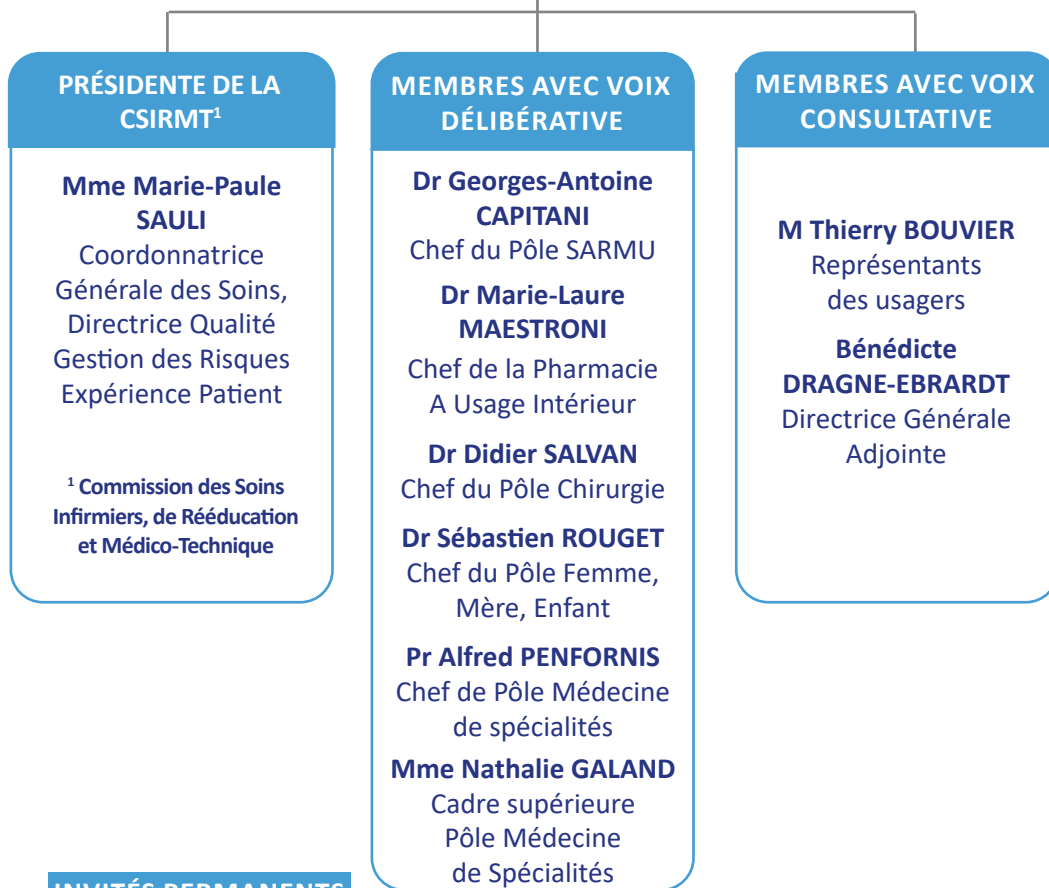 PRÉSIDENTE DE LA
CSIRMT¹
Mme Marie-Paule
SAULI
Coordonnatrice
Générale des Soins,
Directrice Qualité
Gestion des Risques
Expérience Patient
¹ Commission des Soins
Infirmiers, de Rééducation
et Médico-Technique
MEMBRES AVEC VOIX
DÉLIBÉRATIVE
Dr Georges-Antoine
CAPITANI
Chef du Pôle SARMU
Dr Marie-Laure
MAESTRONI
Chef de la Pharmacie
A Usage Intérieur
Dr Didier SALVAN
Chef du Pôle Chirurgie
Dr Sébastien ROUGET
Chef du Pôle Femme,
Mère, Enfant
Pr Alfred PENFORNIS
Chef de Pôle Médecine
de spécialités
Mme Nathalie GALAND
Cadre supérieure
Pôle Médecine
de Spécialités
MEMBRES AVEC VOIX
CONSULTATIVE
M Thierry BOUVIER
Représentants
des usagers
Bénédicte
DRAGNE-EBRARDT
Directrice Générale
Adjointe
INVITÉS PERMANENTS